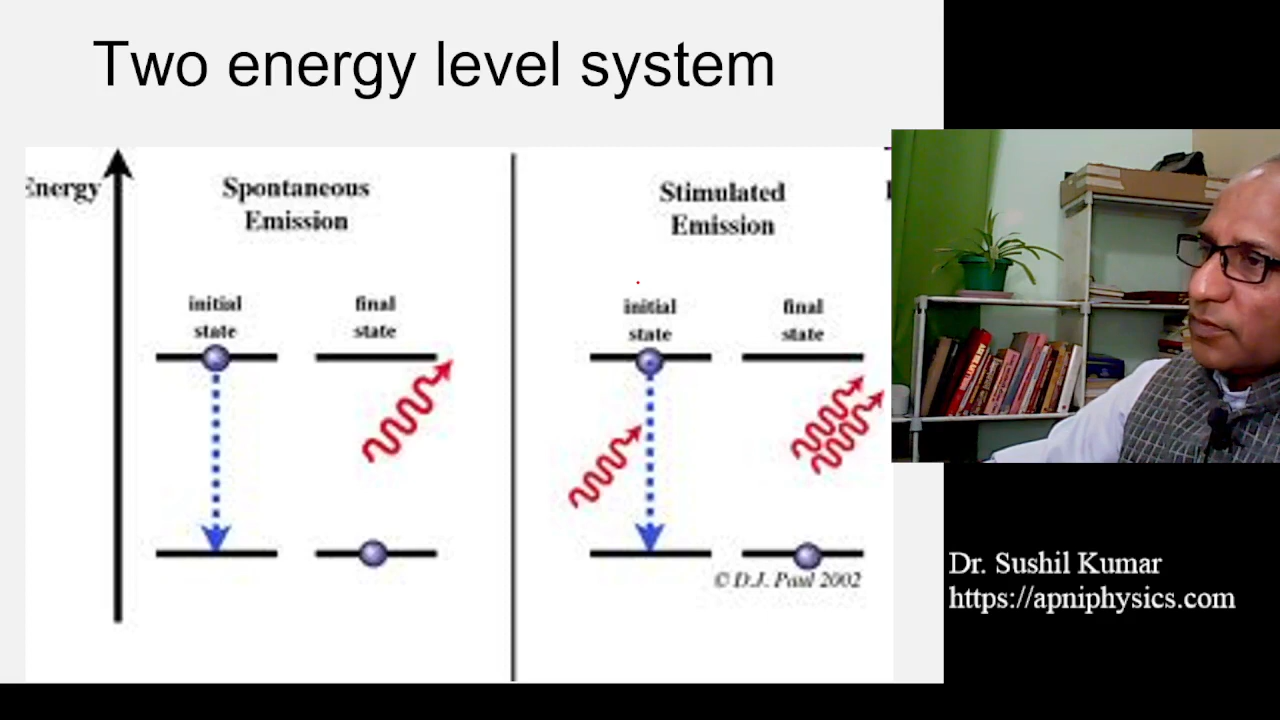 Two energy level system
Energy
Spontaneous
Emission
initial
state
final
state
Stimulated
Emission
initial
state
final
state
© D.J. Paul 2002
Dr. Sushil Kumar
https://apniphysics.com